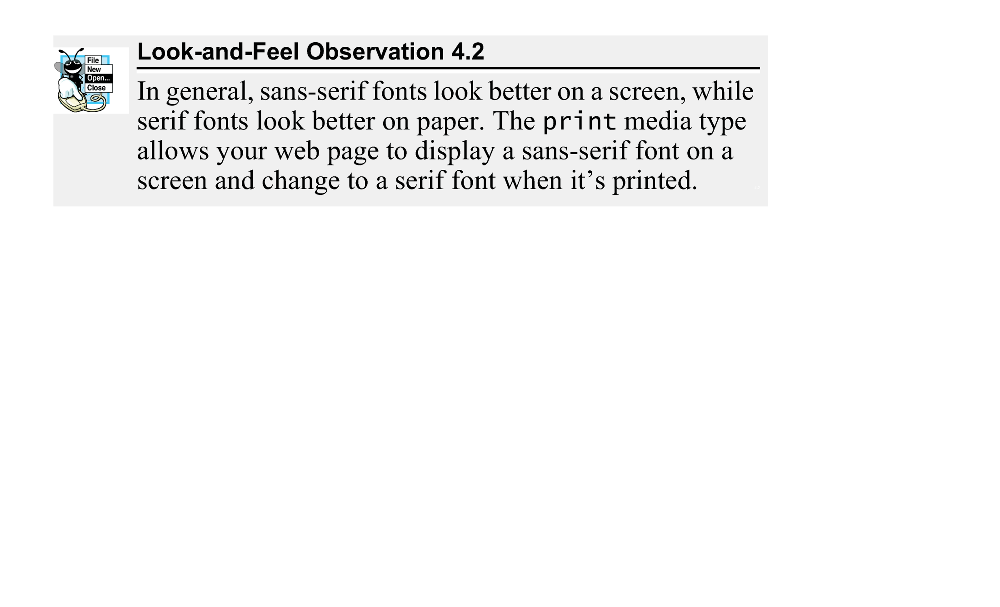 Look-and-Feel Observation 4.2
File
New
Open...
Close
In general, sans-serif fonts look better on a screen, while
serif fonts look better on paper. The print media type
allows your web page to display a sans-serif font on a
screen and change to a serif font when it’s printed.